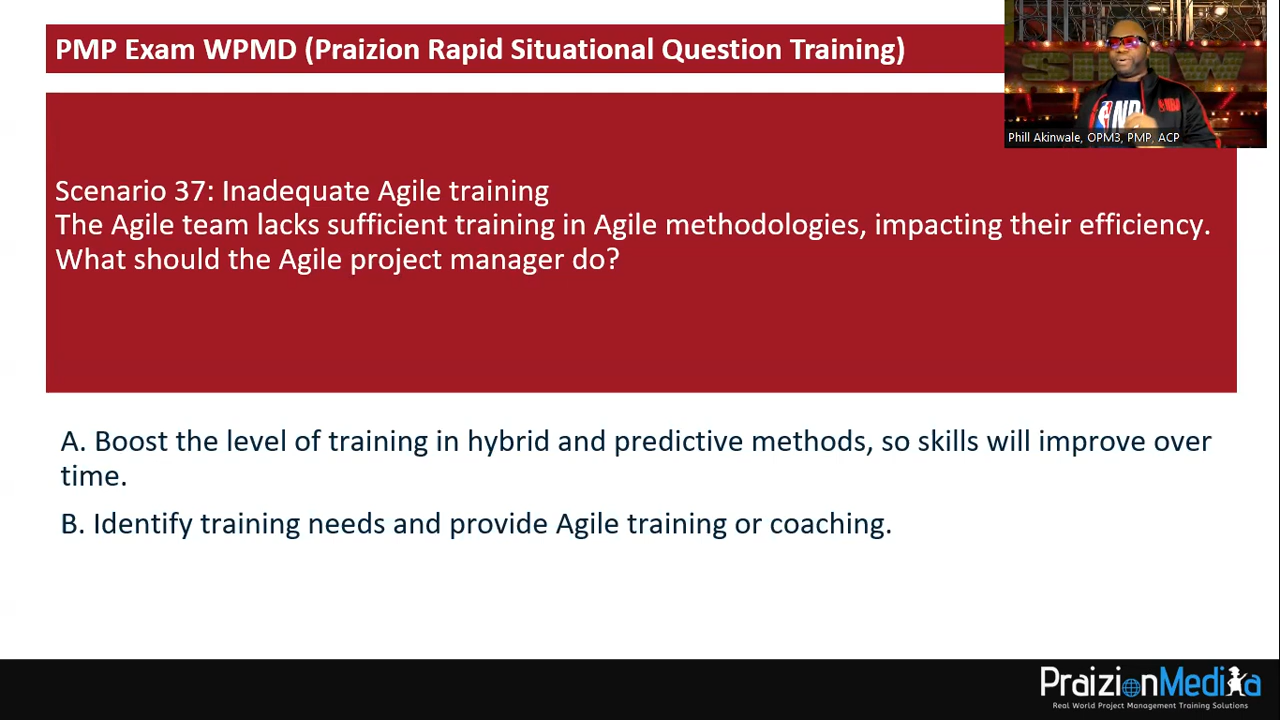 PMP Exam WPMD (Praizion Rapid Situational Question Training)
Phill Akinwale, OPM3, PMP, ACP
Scenario 37: Inadequate Agile training
The Agile team lacks sufficient training in Agile methodologies, impacting their efficiency.
What should the Agile project manager do?
A. Boost the level of training in hybrid and predictive methods, so skills will improve over
time.
B. Identify training needs and provide Agile training or coaching.
PraizionMedia
Real World Project Management Training Solutions